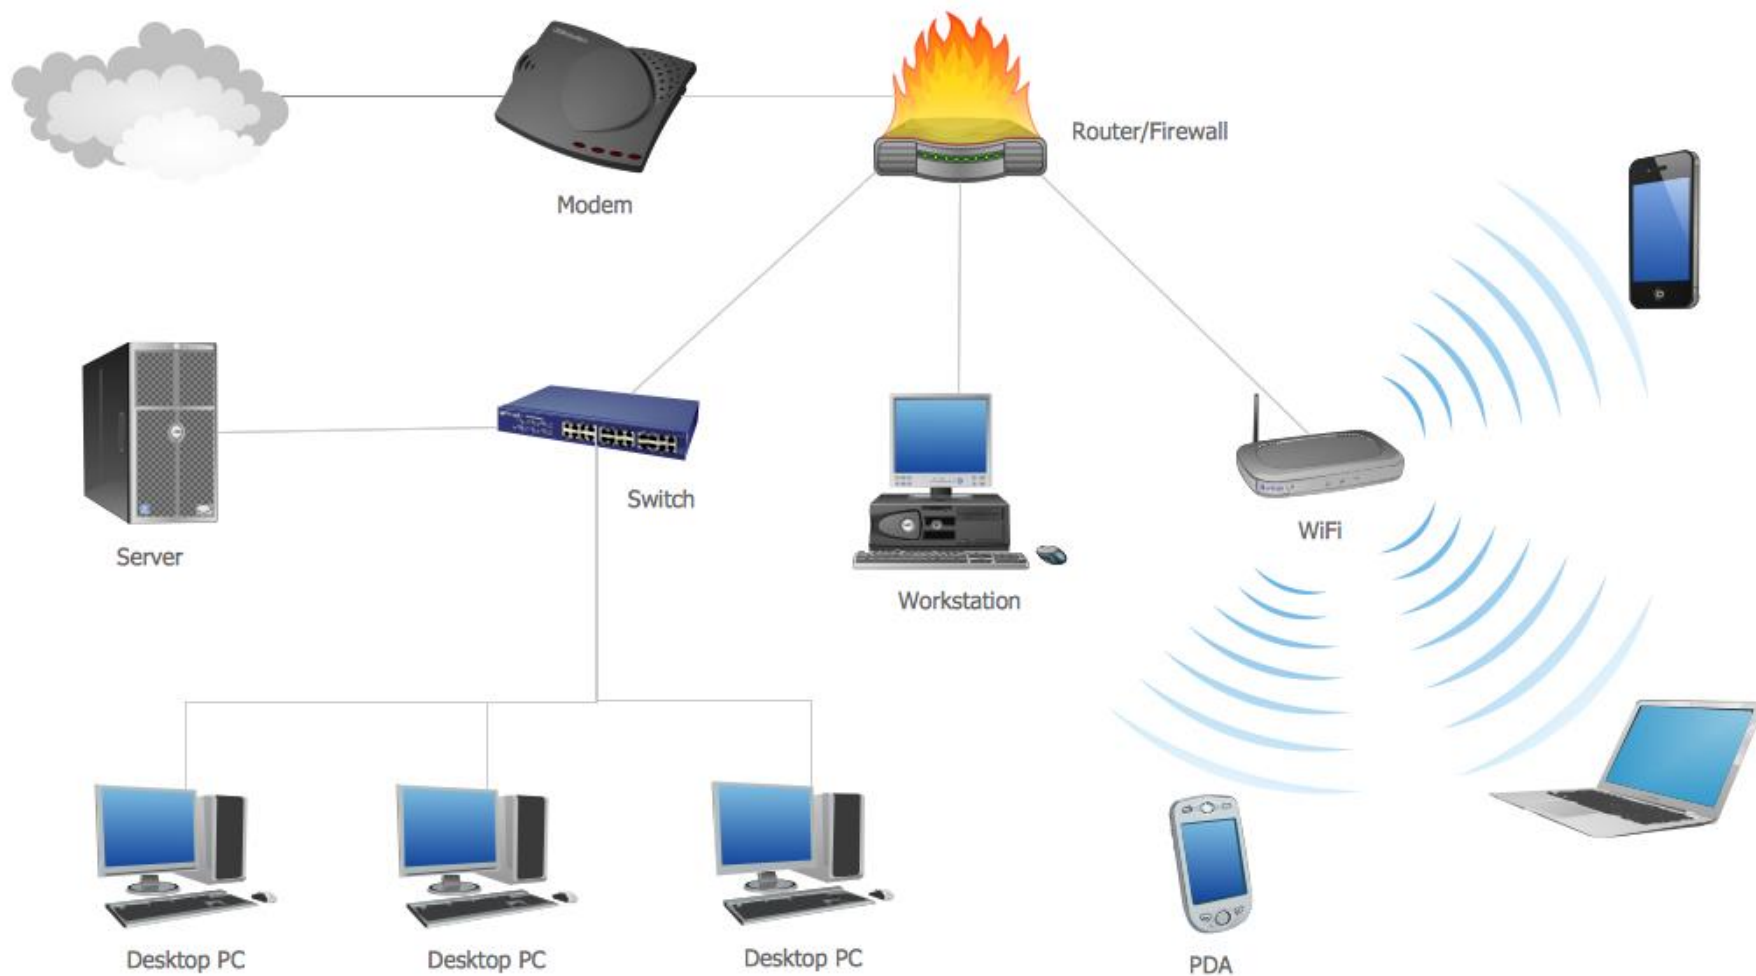 Router/Firewall
Modem
Switch
WiFi
Server
Workstation
Desktop PC
Desktop PC
Desktop PC
PDA